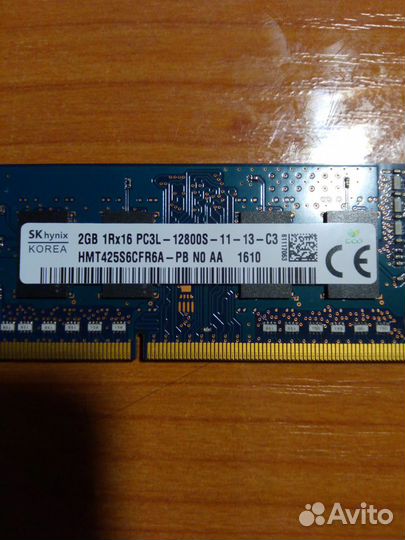 SK hynix
KOREA
2GB 1Rx16 PC3L-12800S-11-13-C3
HMT425S6CFR6A-PB N0 AA 1610
Avito